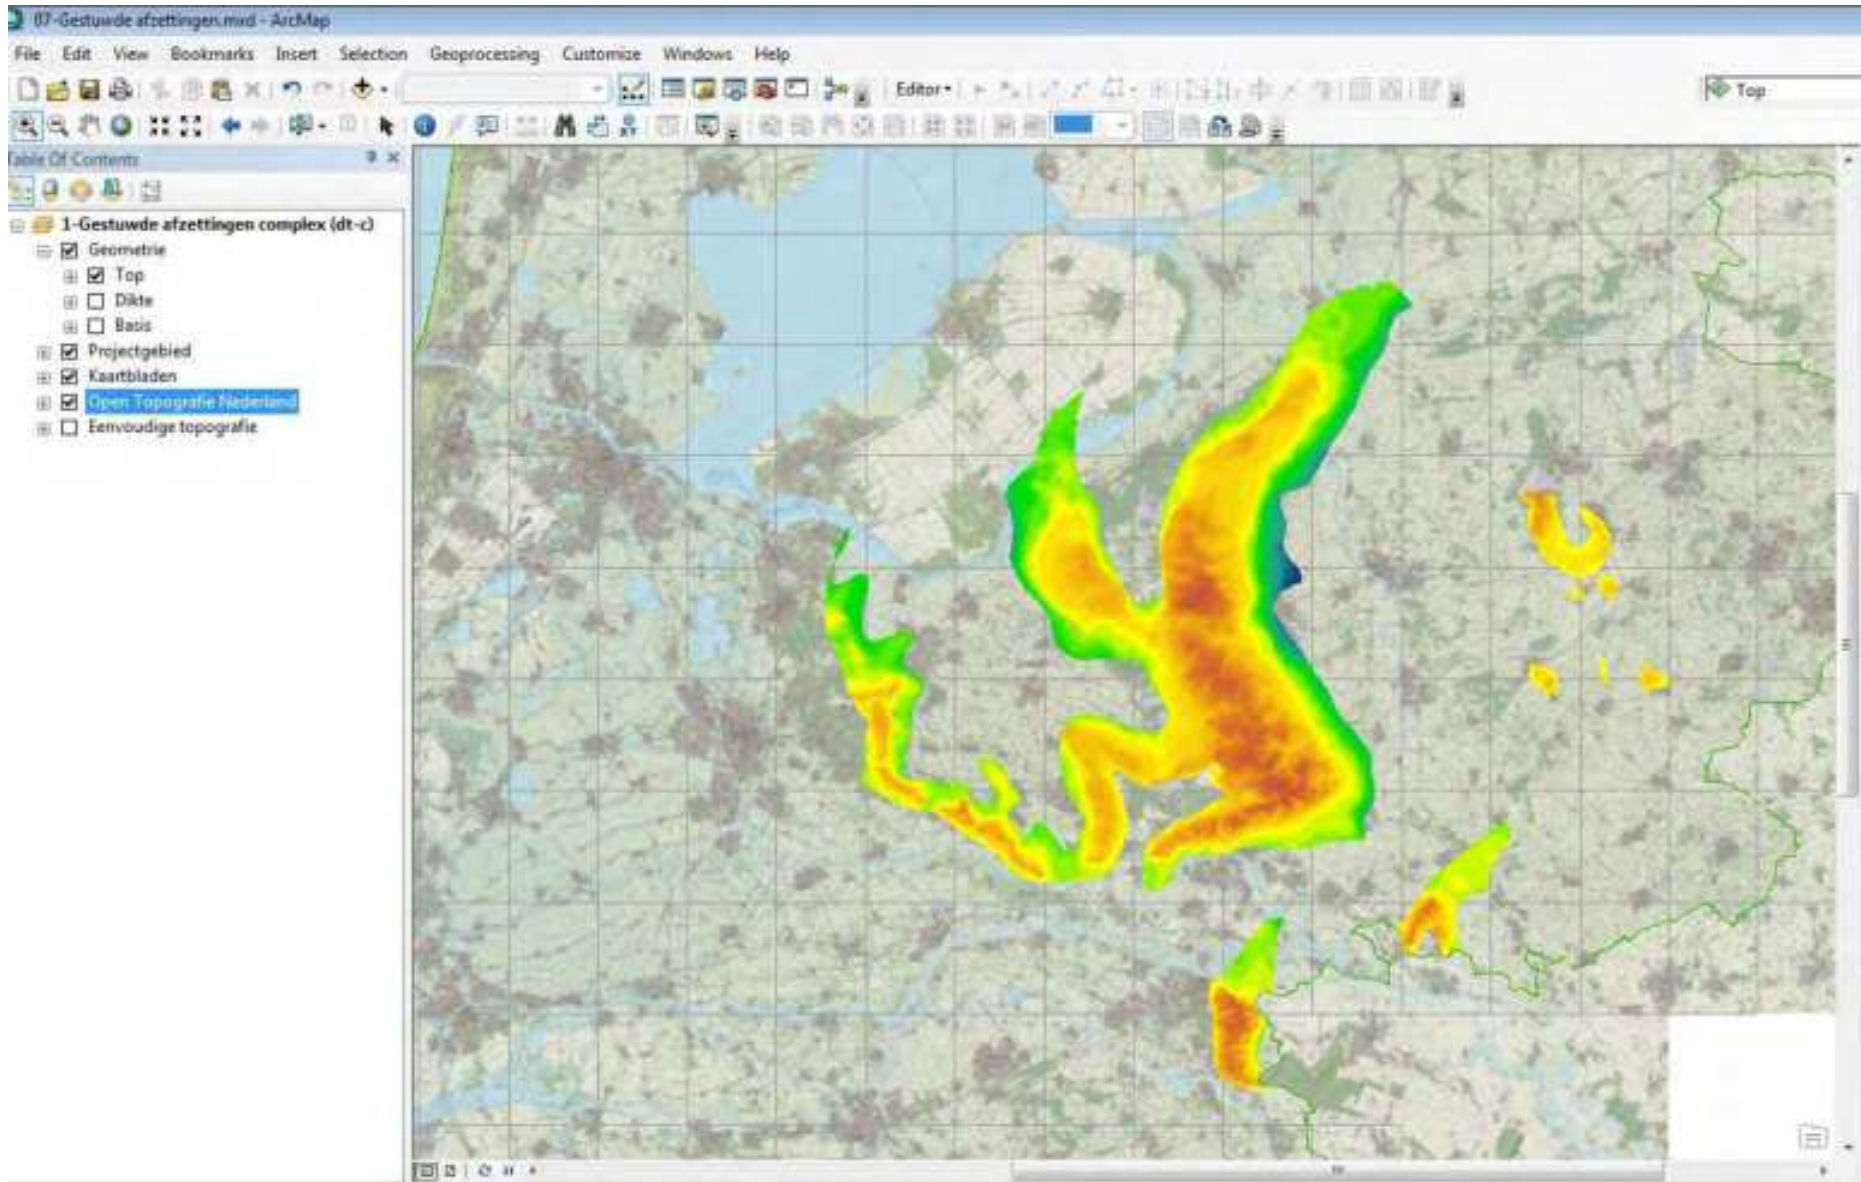 07-Gestuwde afzettingen.mxd - ArcMap
File Edit View Bookmarks Insert Selection Geoprocessing Customize Windows Help
Editor
Top
Table Of Contents
1-Gestuwde afzettingen complex (dt-c)
Geometrie
Top
Dikte
Basis
Projectgebied
Kaartbladen
Open Topografie Nederland
Eenvoudige topografie